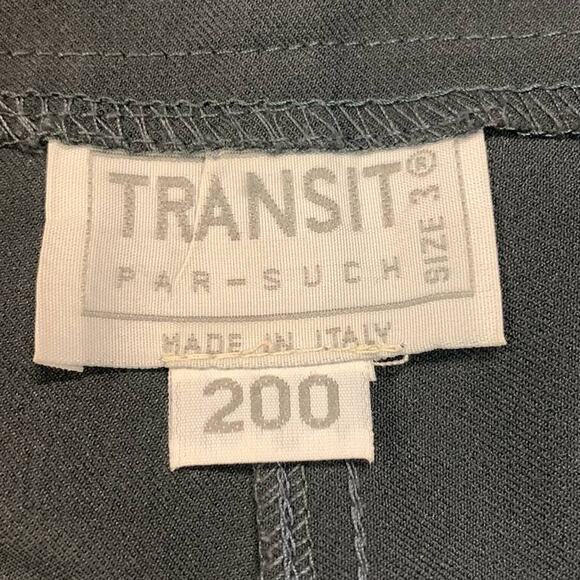 TRANSIT
PAR-SUCH
SIZE 3 ®
MADE IN ITALY
200